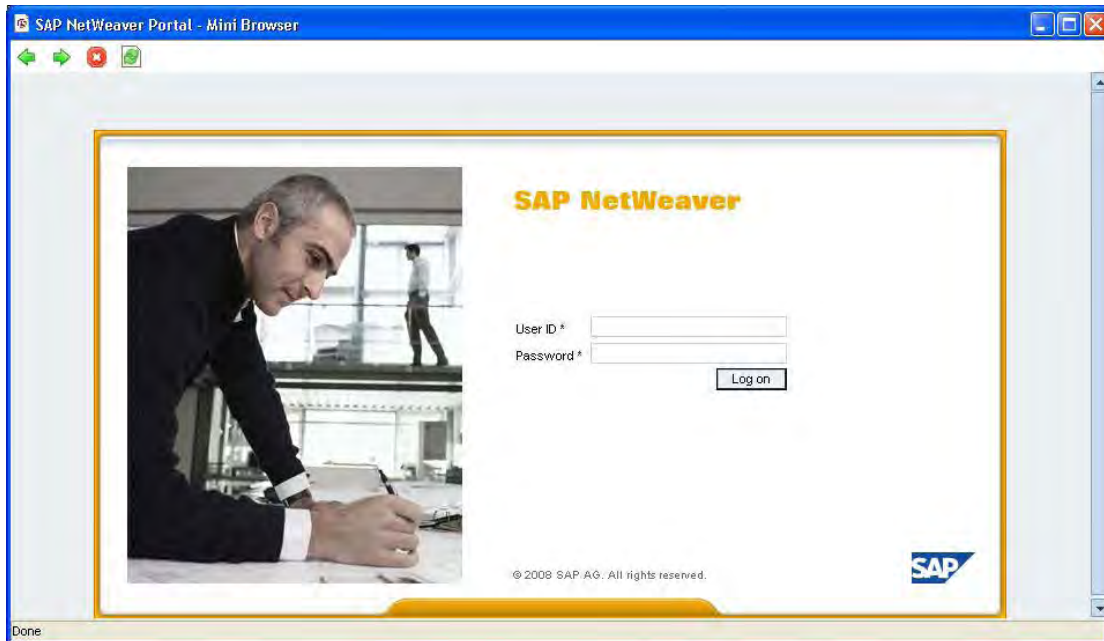 SAP NetWeaver Portal - Mini Browser
SAP NetWeaver
User ID *
Password *
Log on
© 2008 SAP AG. All rights reserved.
SAP
Done